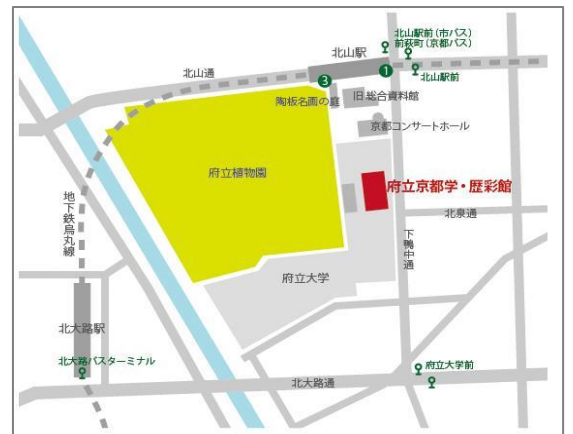 北山駅前(市バス)
前萩町(京都バス)
北山駅
北山通
①
③
北山駅前
陶板名画の庭
旧総合資料館
京都コンサートホール
府立植物園
府立京都学・歴彩館
地下鉄烏丸線
北泉通
下鴨中通
府立大学
北大路駅
北大路バスターミナル
府立大学前
北大路通